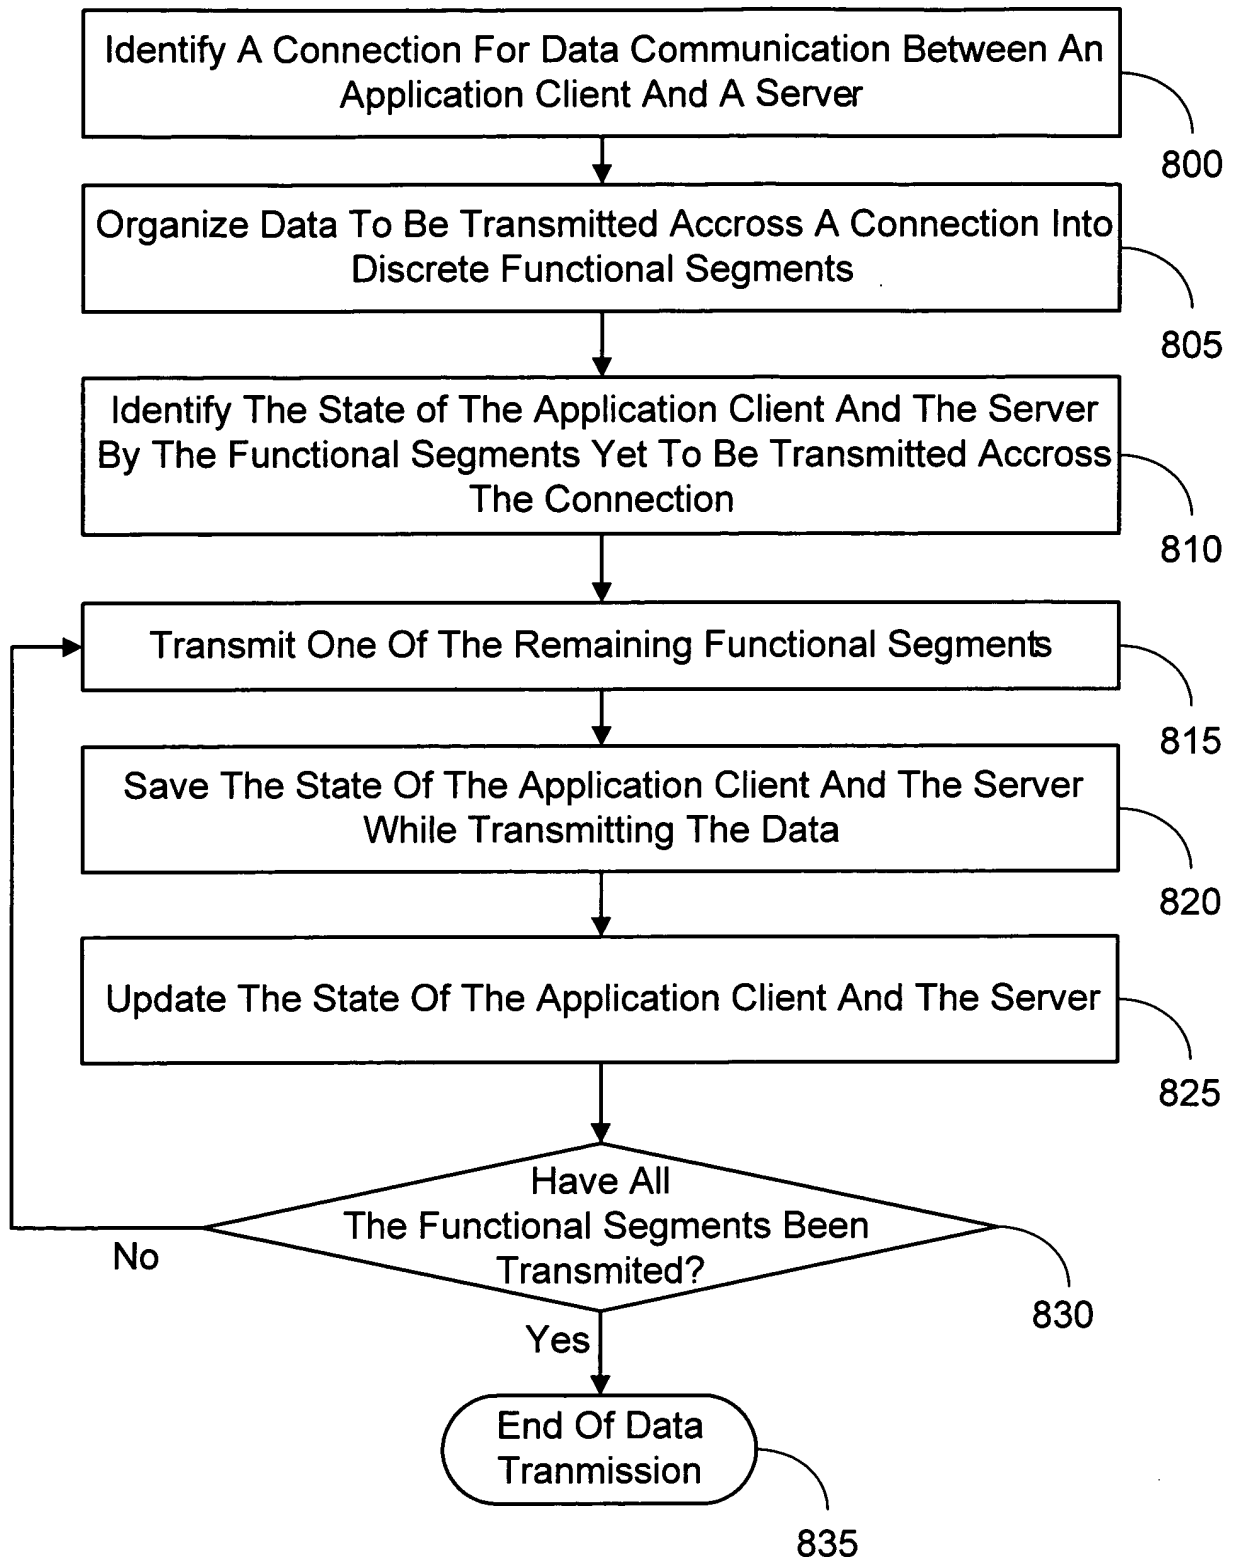 Identify A Connection For Data Communication Between An
Application Client And A Server
800
Organize Data To Be Transmitted Accross A Connection Into
Discrete Functional Segments
805
Identify The State of The Application Client And The Server
By The Functional Segments Yet To Be Transmitted Accross
The Connection
810
Transmit One Of The Remaining Functional Segments
815
Save The State Of The Application Client And The Server
While Transmitting The Data
820
Update The State Of The Application Client And The Server
825
Have All
The Functional Segments Been
Transmited?
No
830
Yes
End Of Data
Tranmission
835